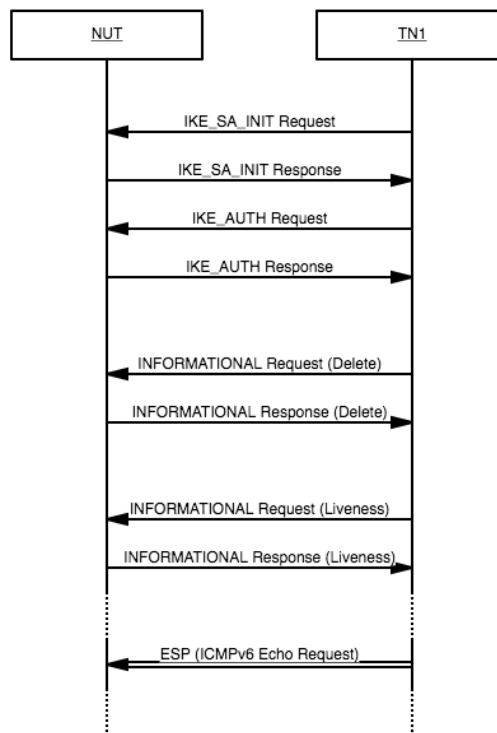 NUT
TN1
IKE_SA_INIT Request
IKE_SA_INIT Response
IKE_AUTH Request
IKE_AUTH Response
INFORMATIONAL Request (Delete)
INFORMATIONAL Response (Delete)
INFORMATIONAL Request (Liveness)
INFORMATIONAL Response (Liveness)
ESP (ICMPv6 Echo Request)